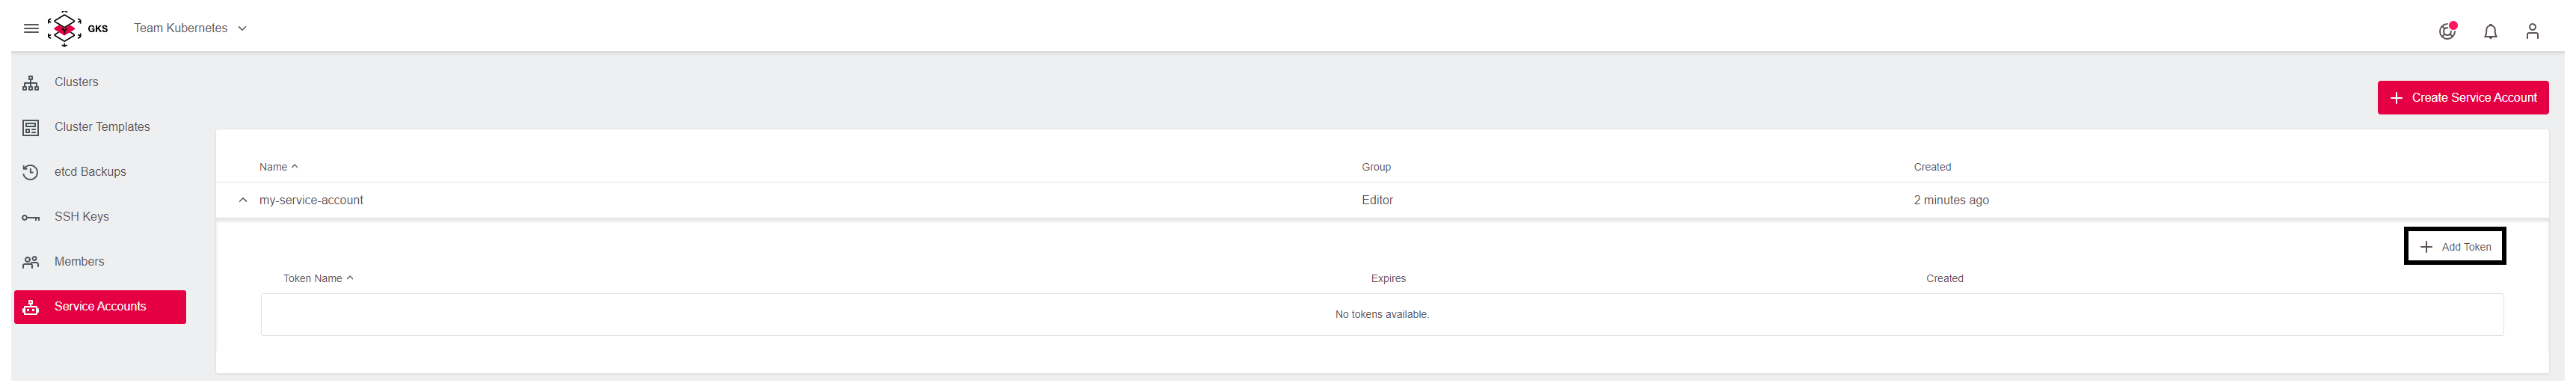 GKS Team Kubernetes
Clusters
Cluster Templates
etcd Backups
SSH Keys
Members
Service Accounts
Create Service Account
Name Group Created
my-service-account Editor 2 minutes ago
Add Token
Token Name Expires Created
No tokens available.